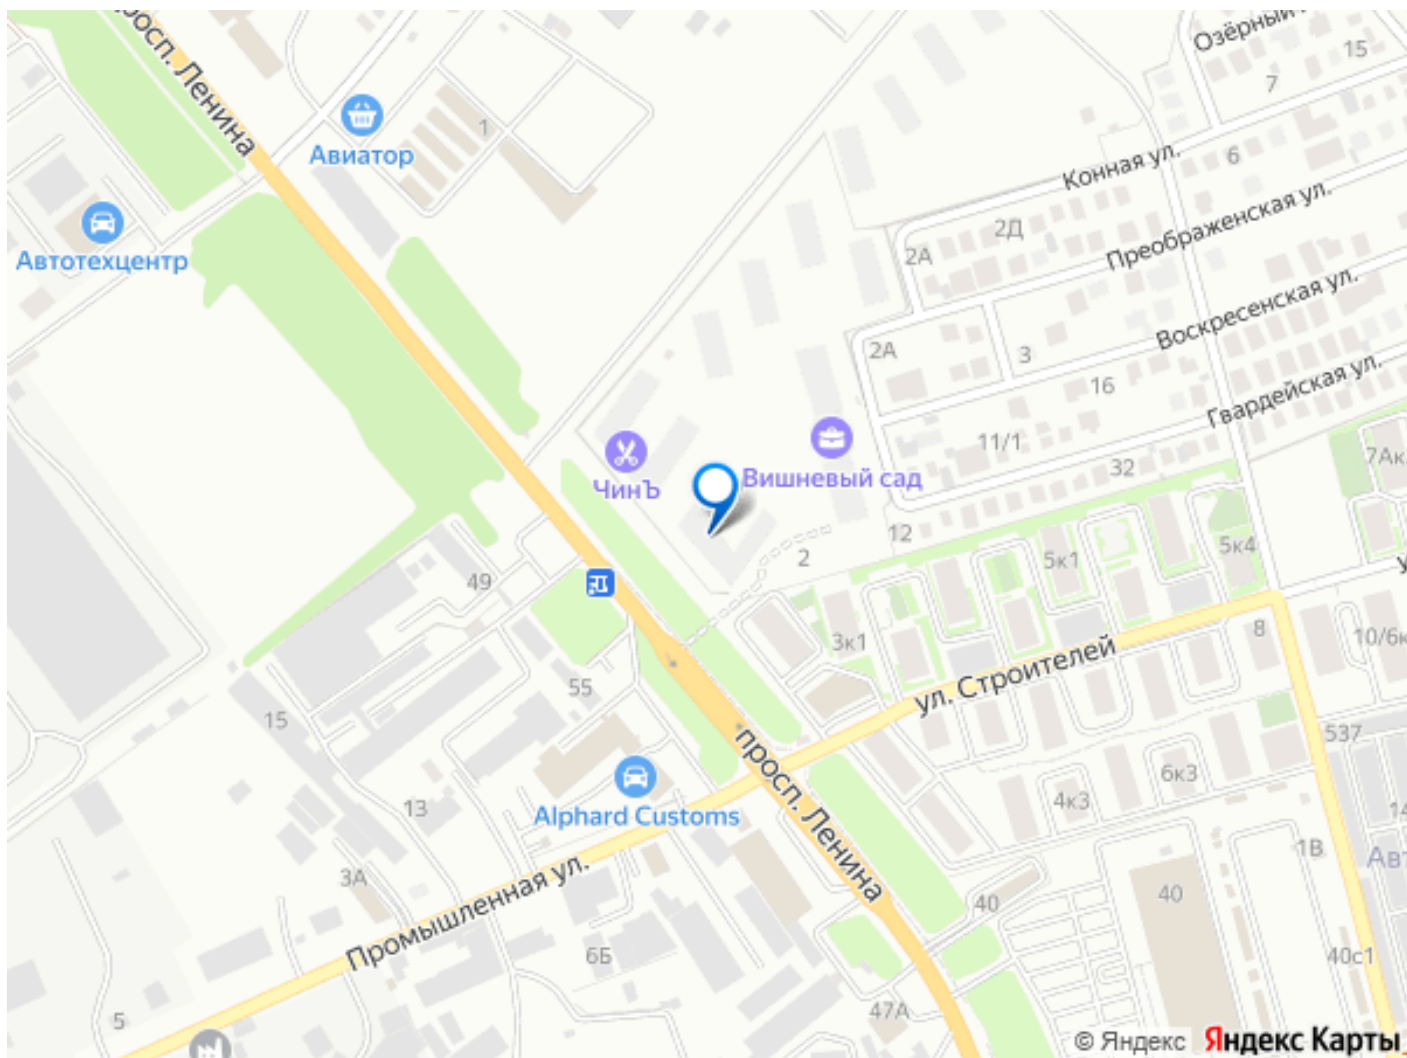 просп. Ленина
Озёрный
15
7
Авиатор
1
Конная ул.
6
Преображенская ул.
2Д
2А
Автотехцентр
Воскресенская ул.
2А
3
16
Гвардейская ул.
11/1
ЧинЪ
Вишневый сад
32
7Ак
12
5к4
5к1
2
49
3к1
8
10/6к
ул. Строителей
55
15
просп. Ленина
537
6к3
4к3
13
Alphard Customs
14
1В
Авт
3А
Промышленная ул.
40
40
6Б
40с1
47А
5
© Яндекс Яндекс Карты